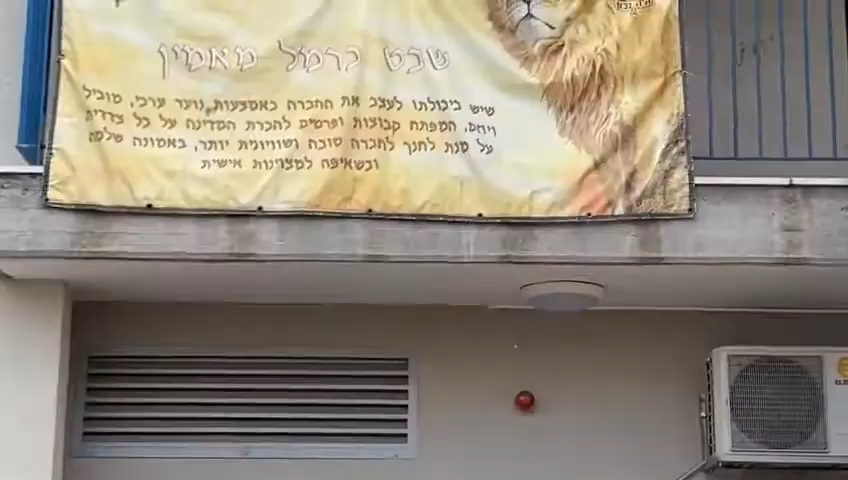 שבט כרמל מאמין
שיש ביכולתו לעצב את החברה באמצעות נוער ערכי, מוביל
ויוזם, המפתח קבוצות ופרטים להכרת המדינה על כל צדדיה
על מנת לחנך לחברה טובה ושוויונית יותר, באמונה שלמה
ובשאיפה למצוינות אישית